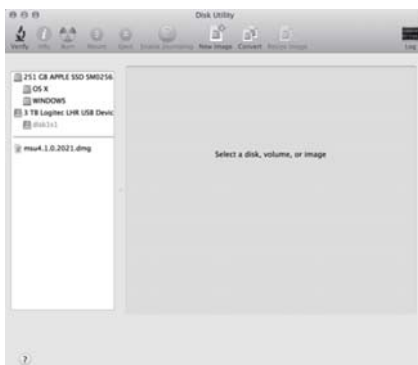 Disk Utility
Verify Info Burn Mount Eject Enable Journaling New Image Convert Resize Image Log
251 GB APPLE SSD SM0256
OS X
WINDOWS
3 TB Logitec LHR USB Devic
disk1s1
msu4.1.0.2021.dmg
Select a disk, volume, or image
?